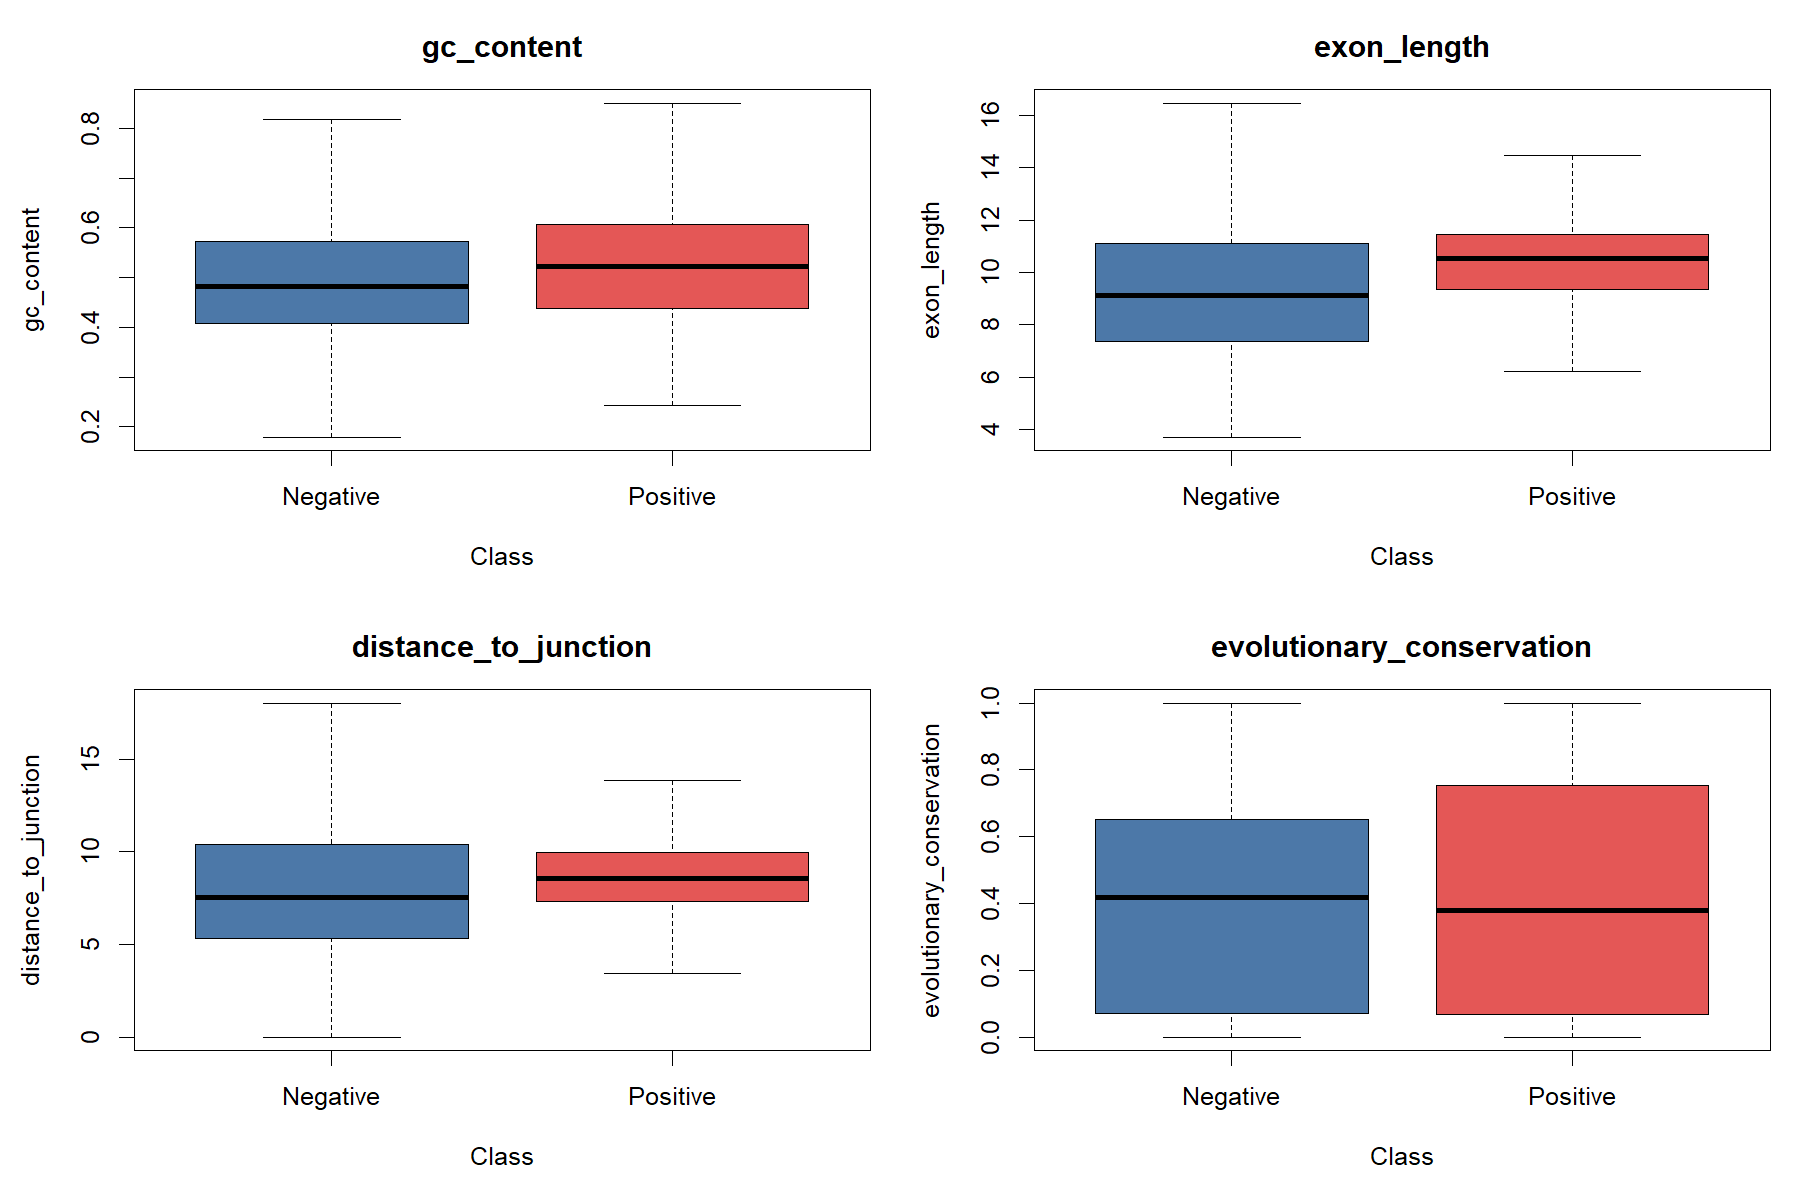 gc_content
gc_content
0.2
0.4
0.6
0.8
Negative
Positive
Class
exon_length
exon_length
4
6
8
10
12
14
16
Negative
Positive
Class
distance_to_junction
distance_to_junction
0
5
10
15
Negative
Positive
Class
evolutionary_conservation
evolutionary_conservation
0.0
0.2
0.4
0.6
0.8
1.0
Negative
Positive
Class